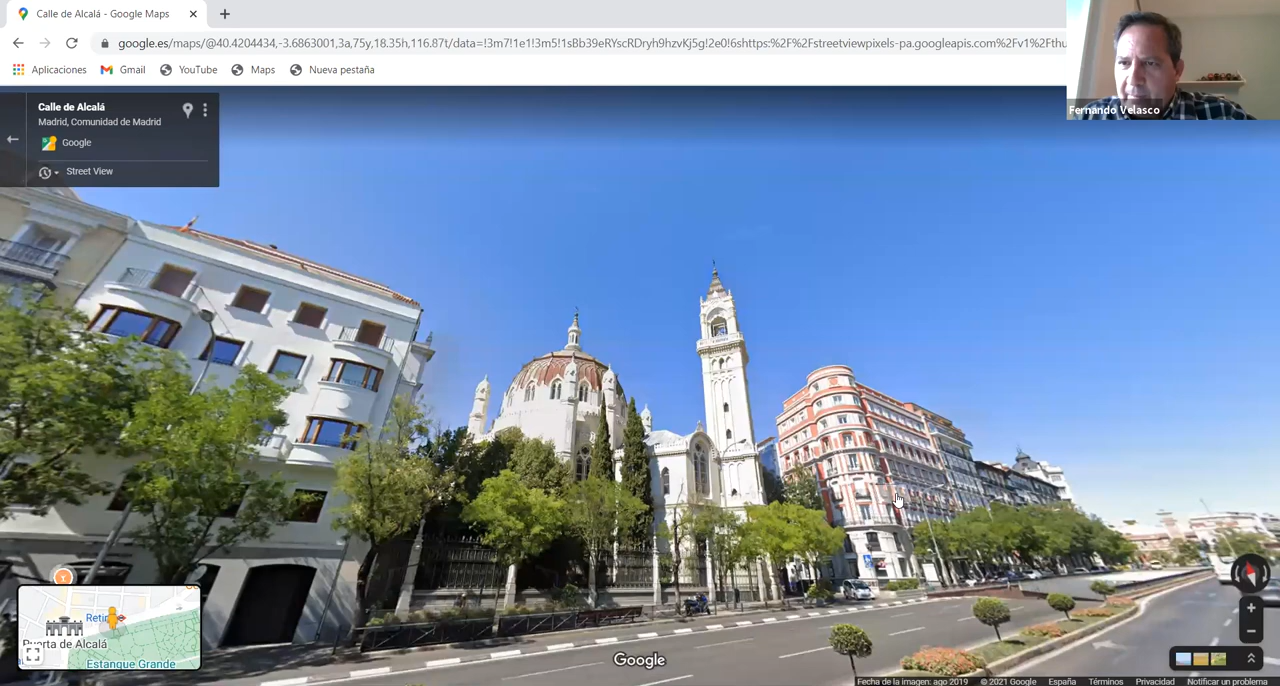 Calle de Alcalá - Google Maps
google.es/maps/@40.4204434,-3.6863001,3a,75y,18.35h,116.87t/data=!3m7!1e1!3m5!1sBb39eRYscRDryh9hzvKj5g!2e0!6shttps:%2F%2Fstreetviewpixels-pa.googleapis.com%2Fv1%2Fthu
Aplicaciones Gmail YouTube Maps Nueva pestaña
Fernando Velasco
Calle de Alcalá
Madrid, Comunidad de Madrid
Google
Street View
Puerta de Alcalá
Estanque Grande
Google
Fecha de la imagen: ago 2019 © 2021 Google España Términos Privacidad Notificar un problema